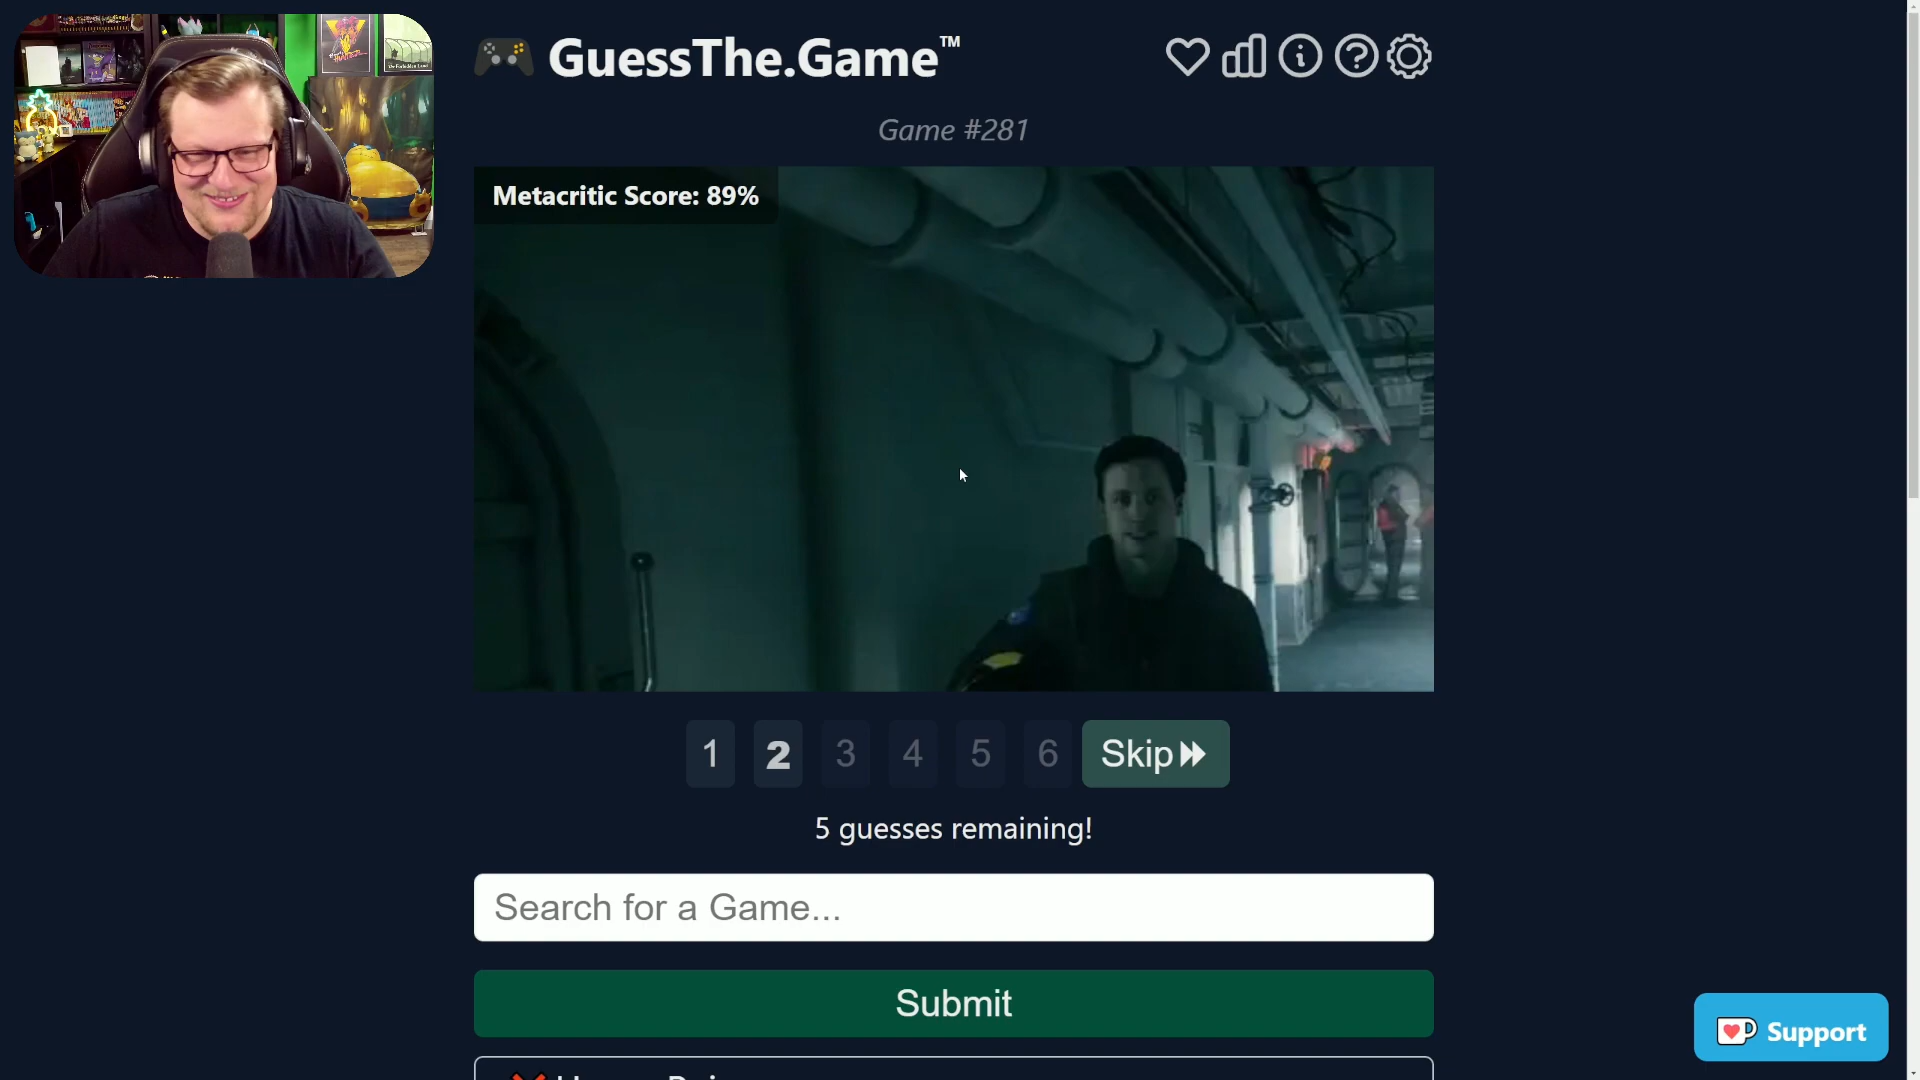 GuessThe.Game™
Game #281
Metacritic Score: 89%
1 2 3 4 5 6 Skip
5 guesses remaining!
Search for a Game...
Submit
Support